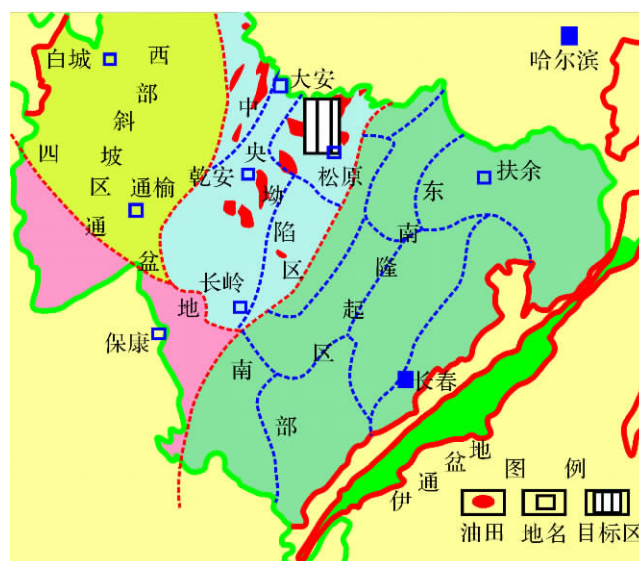 白城
西部斜坡区
哈尔滨
大安
中央坳陷区
乾安
松原
扶余
四通盆地南部
通榆
东南隆起区
长岭
保康
长春
伊通盆地
图例
油田
地名
目标区